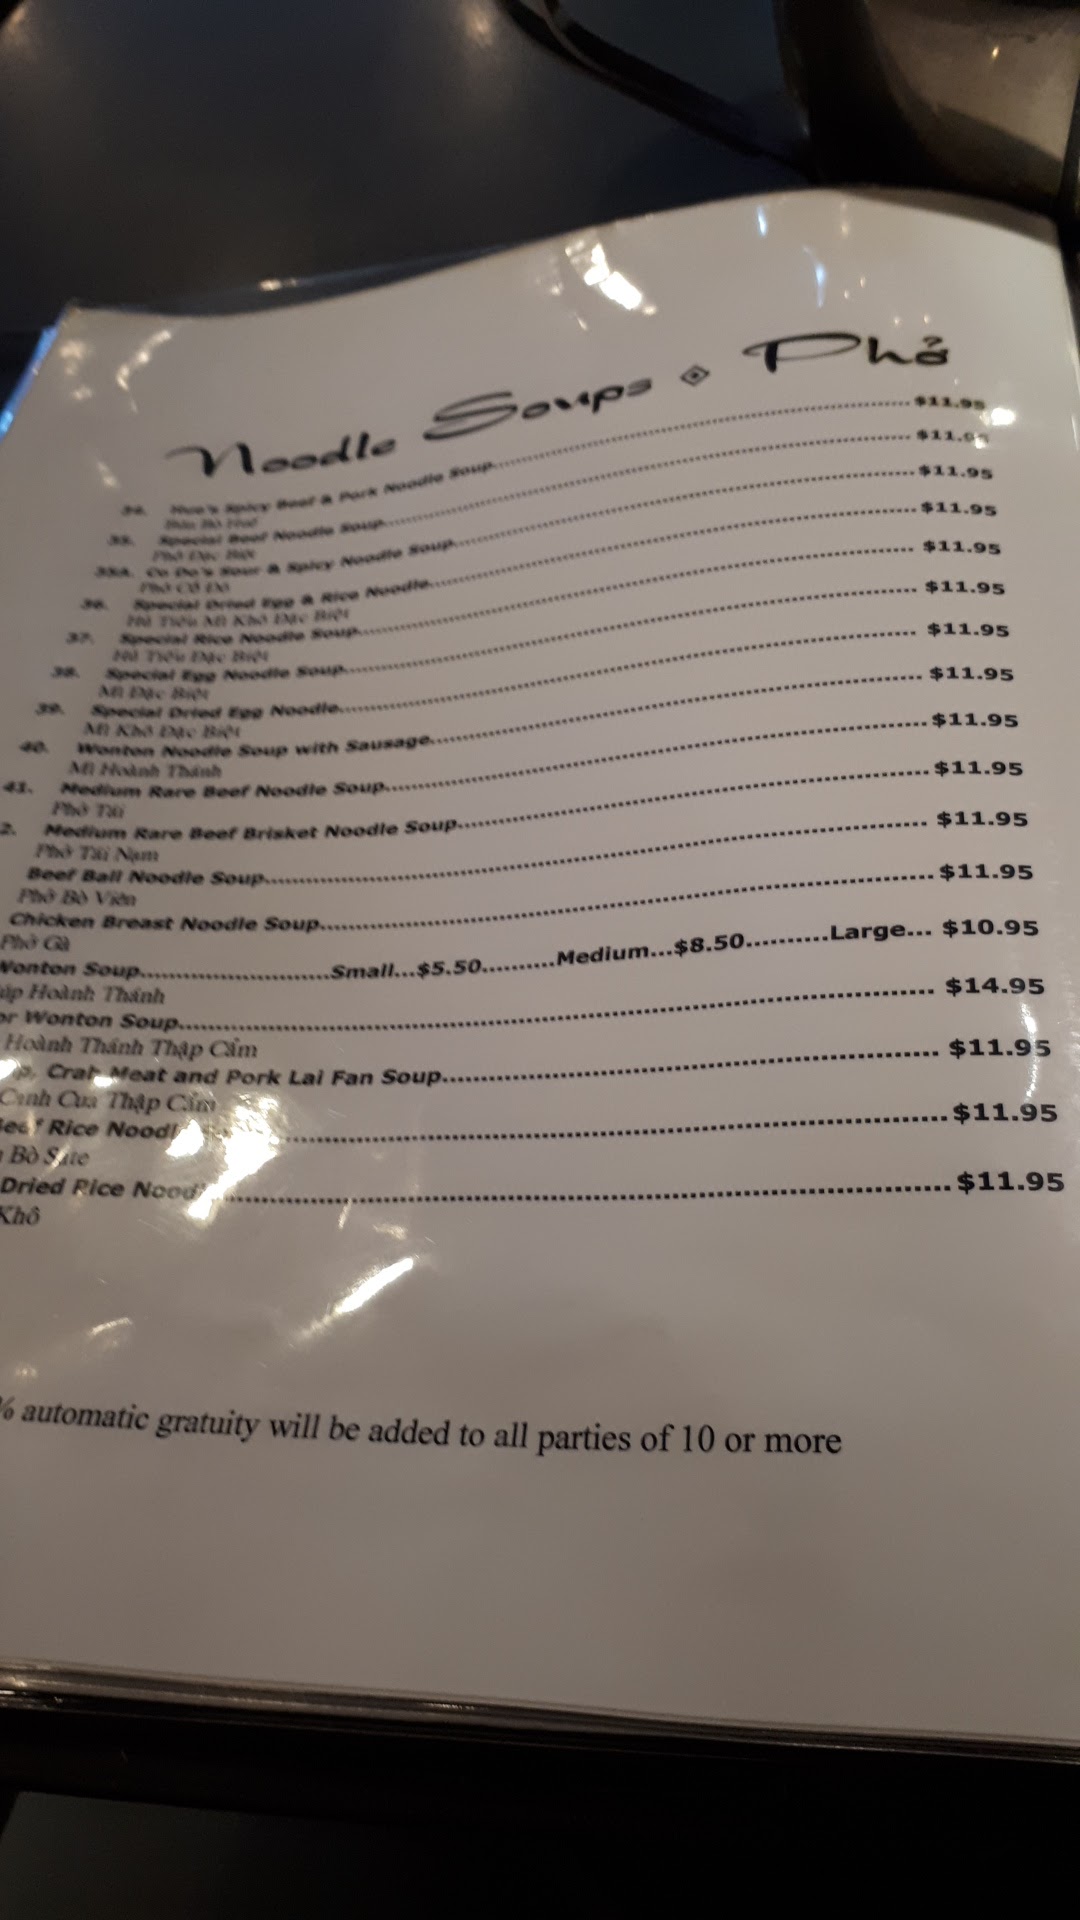 Noodle Soups ◈ Phở
34. Hue's Spicy Beef & Pork Noodle Soup $11.95
Bún Bò Huế
35. Special Beef Noodle Soup $11.95
Phở Đặc Biệt
35A. Co Do's Sour & Spicy Noodle Soup $11.95
Phở Cố Đô
36. Special Dried Egg & Rice Noodle $11.95
Hủ Tiếu Mì Khô Đặc Biệt
37. Special Rice Noodle Soup $11.95
Hủ Tiếu Đặc Biệt
38. Special Egg Noodle Soup $11.95
Mì Đặc Biệt
39. Special Dried Egg Noodle $11.95
Mì Khô Đặc Biệt
40. Wonton Noodle Soup with Sausage $11.95
Mì Hoành Thánh
41. Medium Rare Beef Noodle Soup $11.95
Phở Tái
2. Medium Rare Beef Brisket Noodle Soup $11.95
Phở Tái Nạm
Beef Ball Noodle Soup $11.95
Phở Bò Viên
Chicken Breast Noodle Soup $11.95
Phở Gà
Wonton Soup Small...$5.50 Medium...$8.50 Large... $10.95
úp Hoành Thánh
or Wonton Soup $14.95
Hoành Thánh Thập Cẩm
p, Crab Meat and Pork Lai Fan Soup $11.95
Canh Cua Thập Cẩm
Beef Rice Noodl $11.95
Bò Sate
Dried Rice Nood $11.95
Khô
% automatic gratuity will be added to all parties of 10 or more